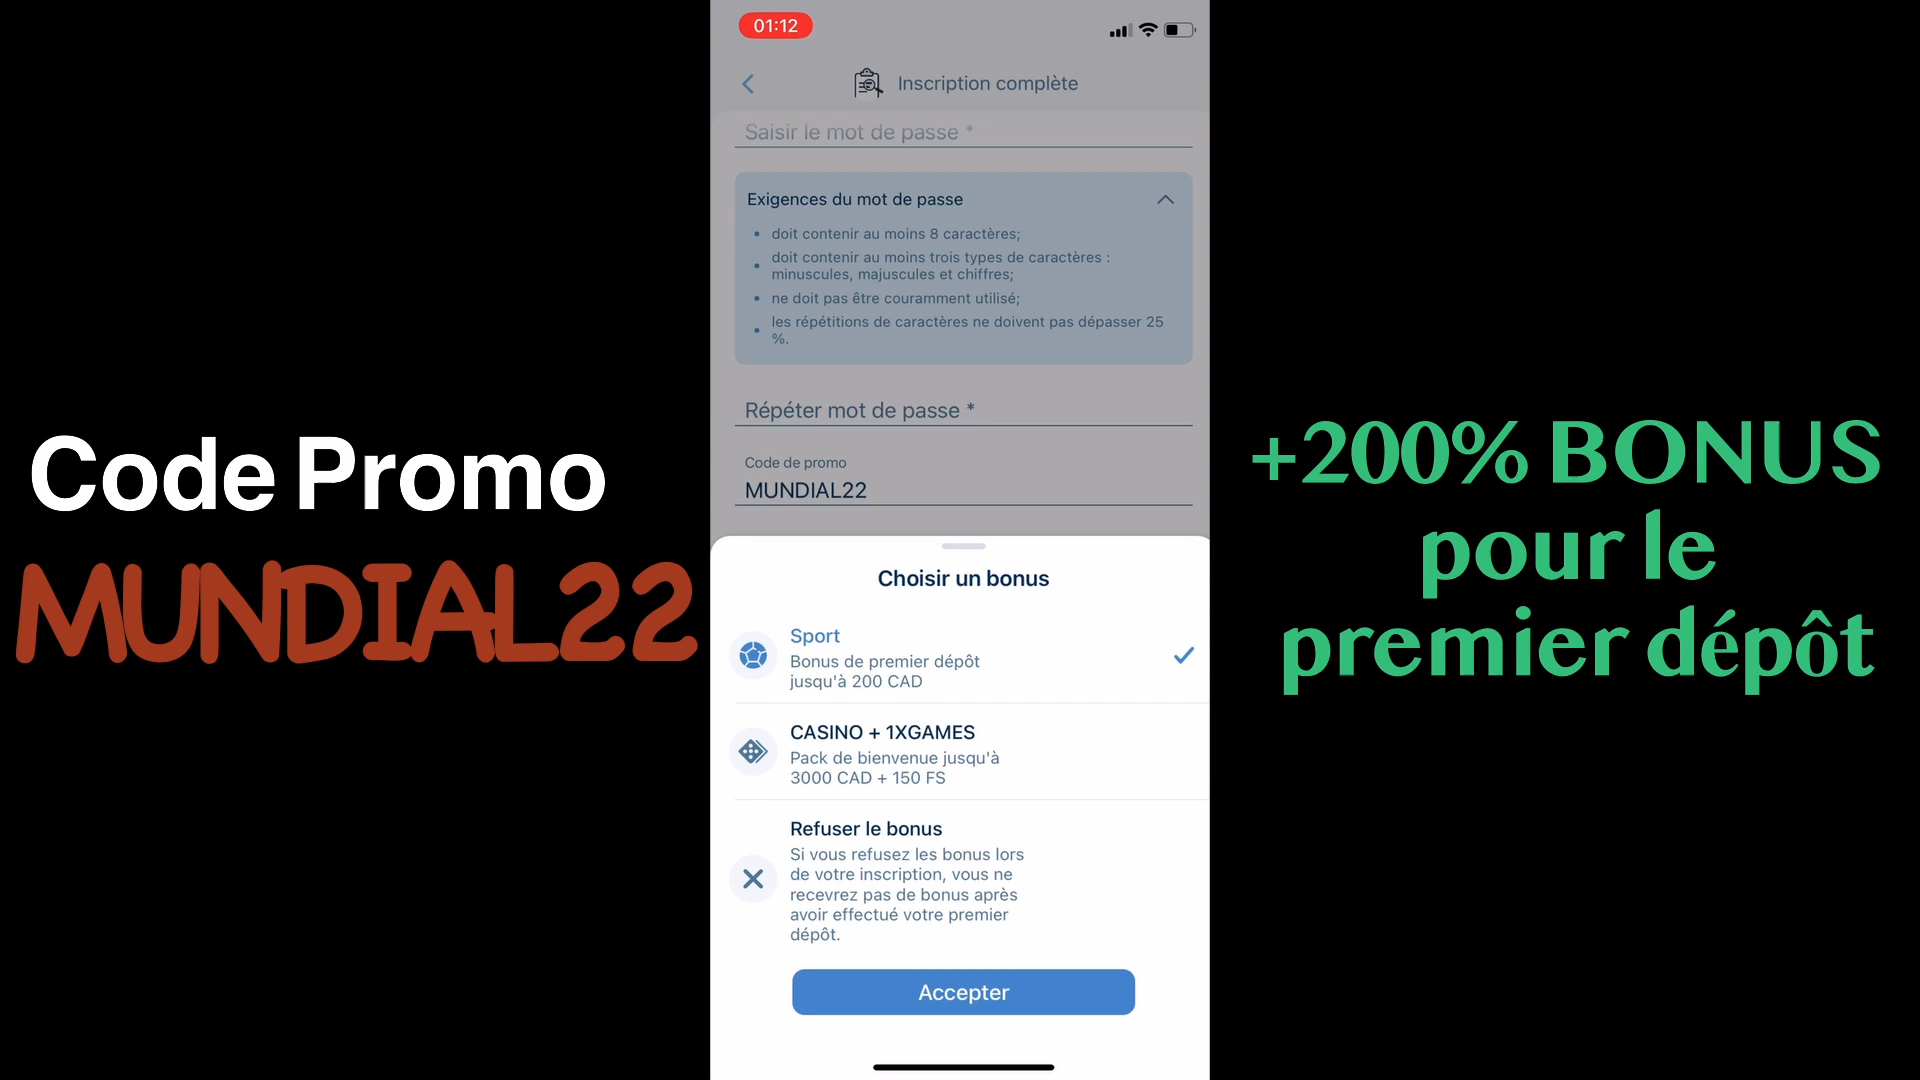 01:12
Inscription complète
Saisir le mot de passe *
Exigences du mot de passe
• doit contenir au moins 8 caractères;
• doit contenir au moins trois types de caractères :
minuscules, majuscules et chiffres;
• ne doit pas être couramment utilisé;
• les répétitions de caractères ne doivent pas dépasser 25
%.
Répéter mot de passe *
Code de promo
MUNDIAL22
Choisir un bonus
Sport
Bonus de premier dépôt
jusqu'à 200 CAD
CASINO + 1XGAMES
Pack de bienvenue jusqu'à
3000 CAD + 150 FS
Refuser le bonus
Si vous refusez les bonus lors
de votre inscription, vous ne
recevrez pas de bonus après
avoir effectué votre premier
dépôt.
Accepter
Code Promo
MUNDIAL22
+200% BONUS
pour le
premier dépôt